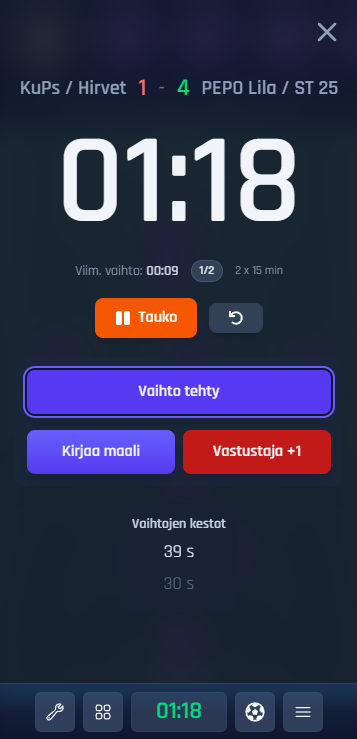 KuPs / Hirvet 1 - 4 PEPO Lila / ST 25
01:18
Viim. vaihto: 00:09 1/2 2 x 15 min
Tauko
Vaihto tehty
Kirjaa maali Vastustaja +1
Vaihtojen kestot
39 s
30 s
01:18